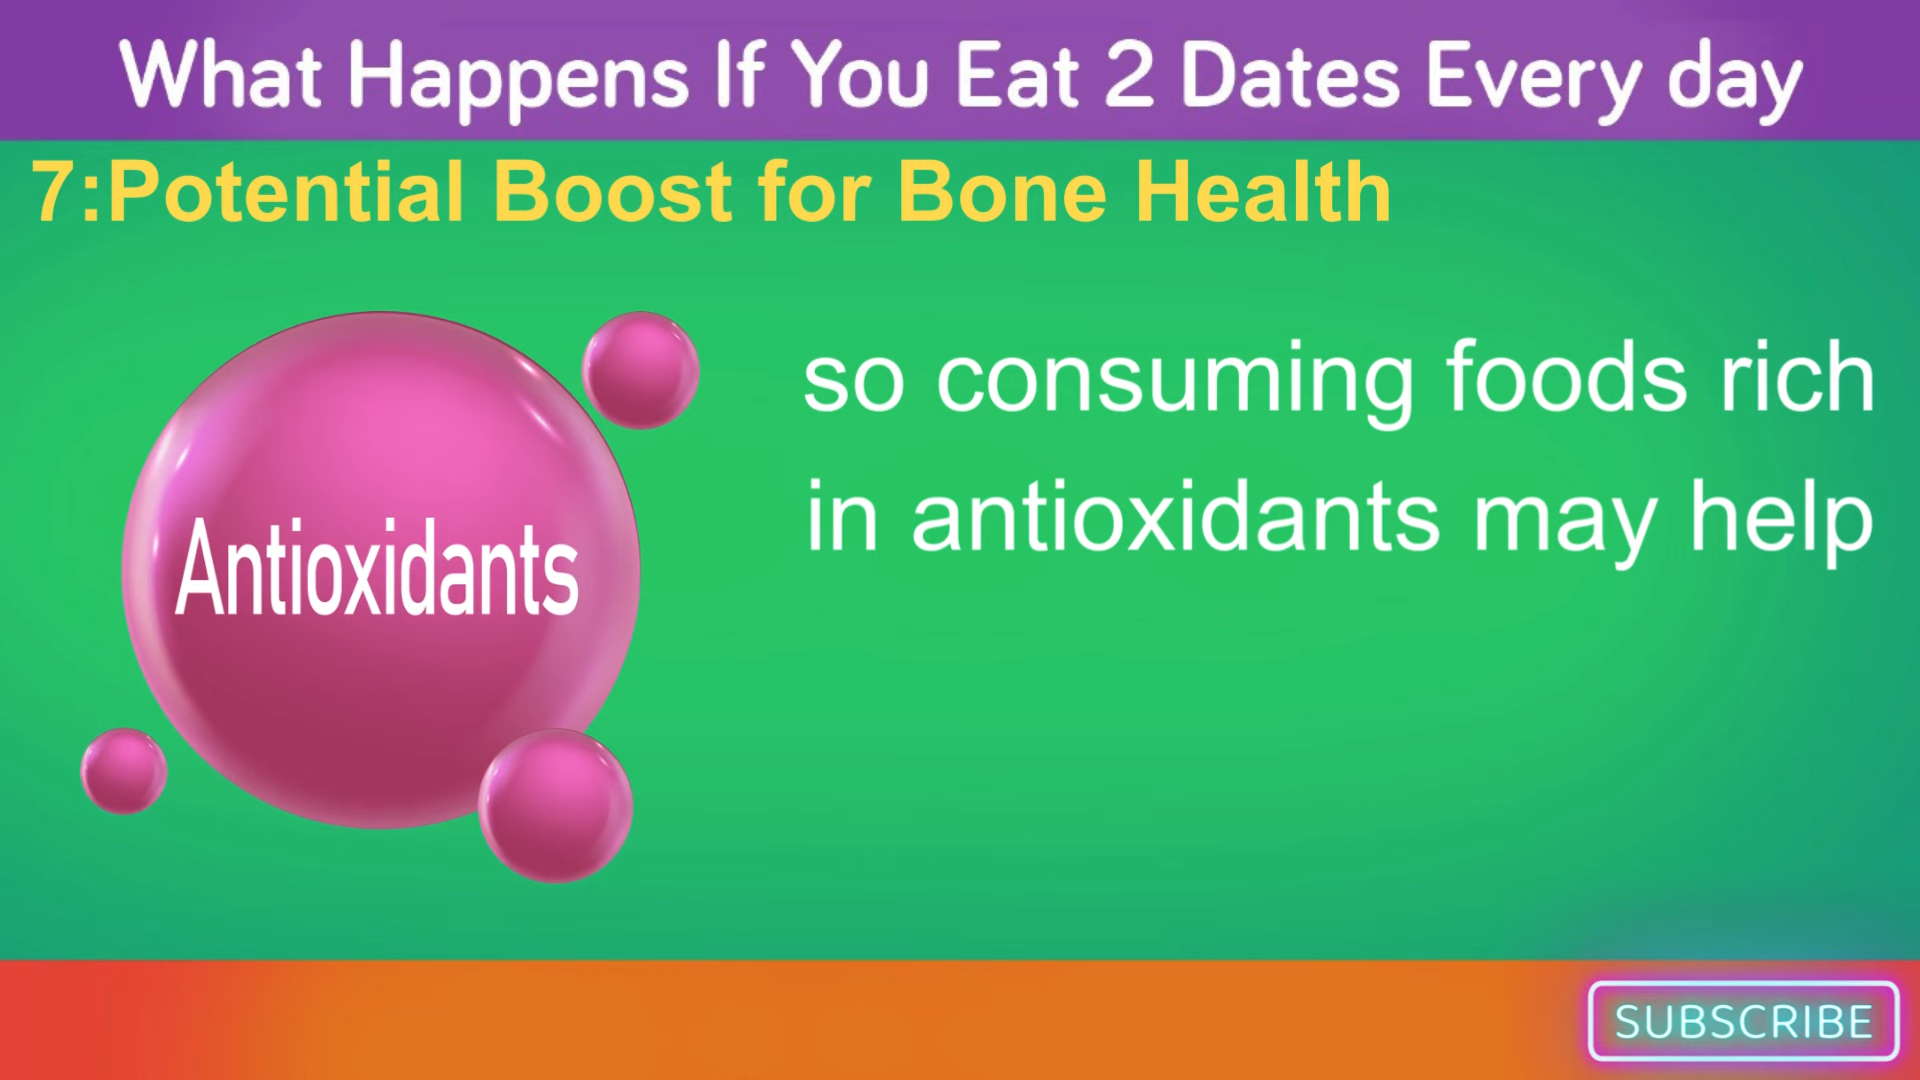 What Happens If You Eat 2 Dates Every day
7:Potential Boost for Bone Health
Antioxidants
so consuming foods rich
in antioxidants may help
SUBSCRIBE